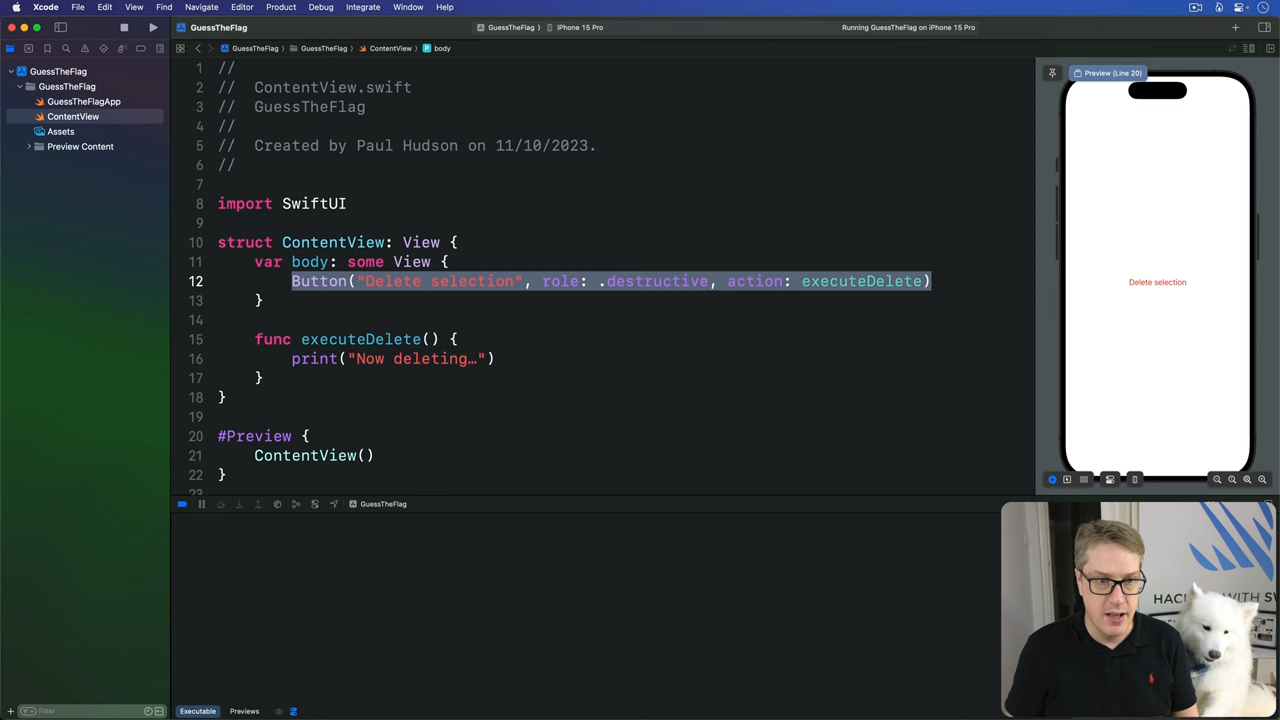 Xcode File Edit View Find Navigate Editor Product Debug Integrate Window Help
GuessTheFlag
GuessTheFlag > iPhone 15 Pro
Running GuessTheFlag on iPhone 15 Pro
GuessTheFlag > GuessTheFlag > ContentView > body
GuessTheFlag
GuessTheFlag
GuessTheFlagApp
ContentView
Assets
Preview Content
1 //
2 // ContentView.swift
3 // GuessTheFlag
4 //
5 // Created by Paul Hudson on 11/10/2023.
6 //
7
8 import SwiftUI
9
10 struct ContentView: View {
11 var body: some View {
12 Button("Delete selection", role: .destructive, action: executeDelete)
13 }
14
15 func executeDelete() {
16 print("Now deleting…")
17 }
18 }
19
20 #Preview {
21 ContentView()
22 }
23
Preview (Line 20)
Delete selection
GuessTheFlag
Filter
Executable Previews